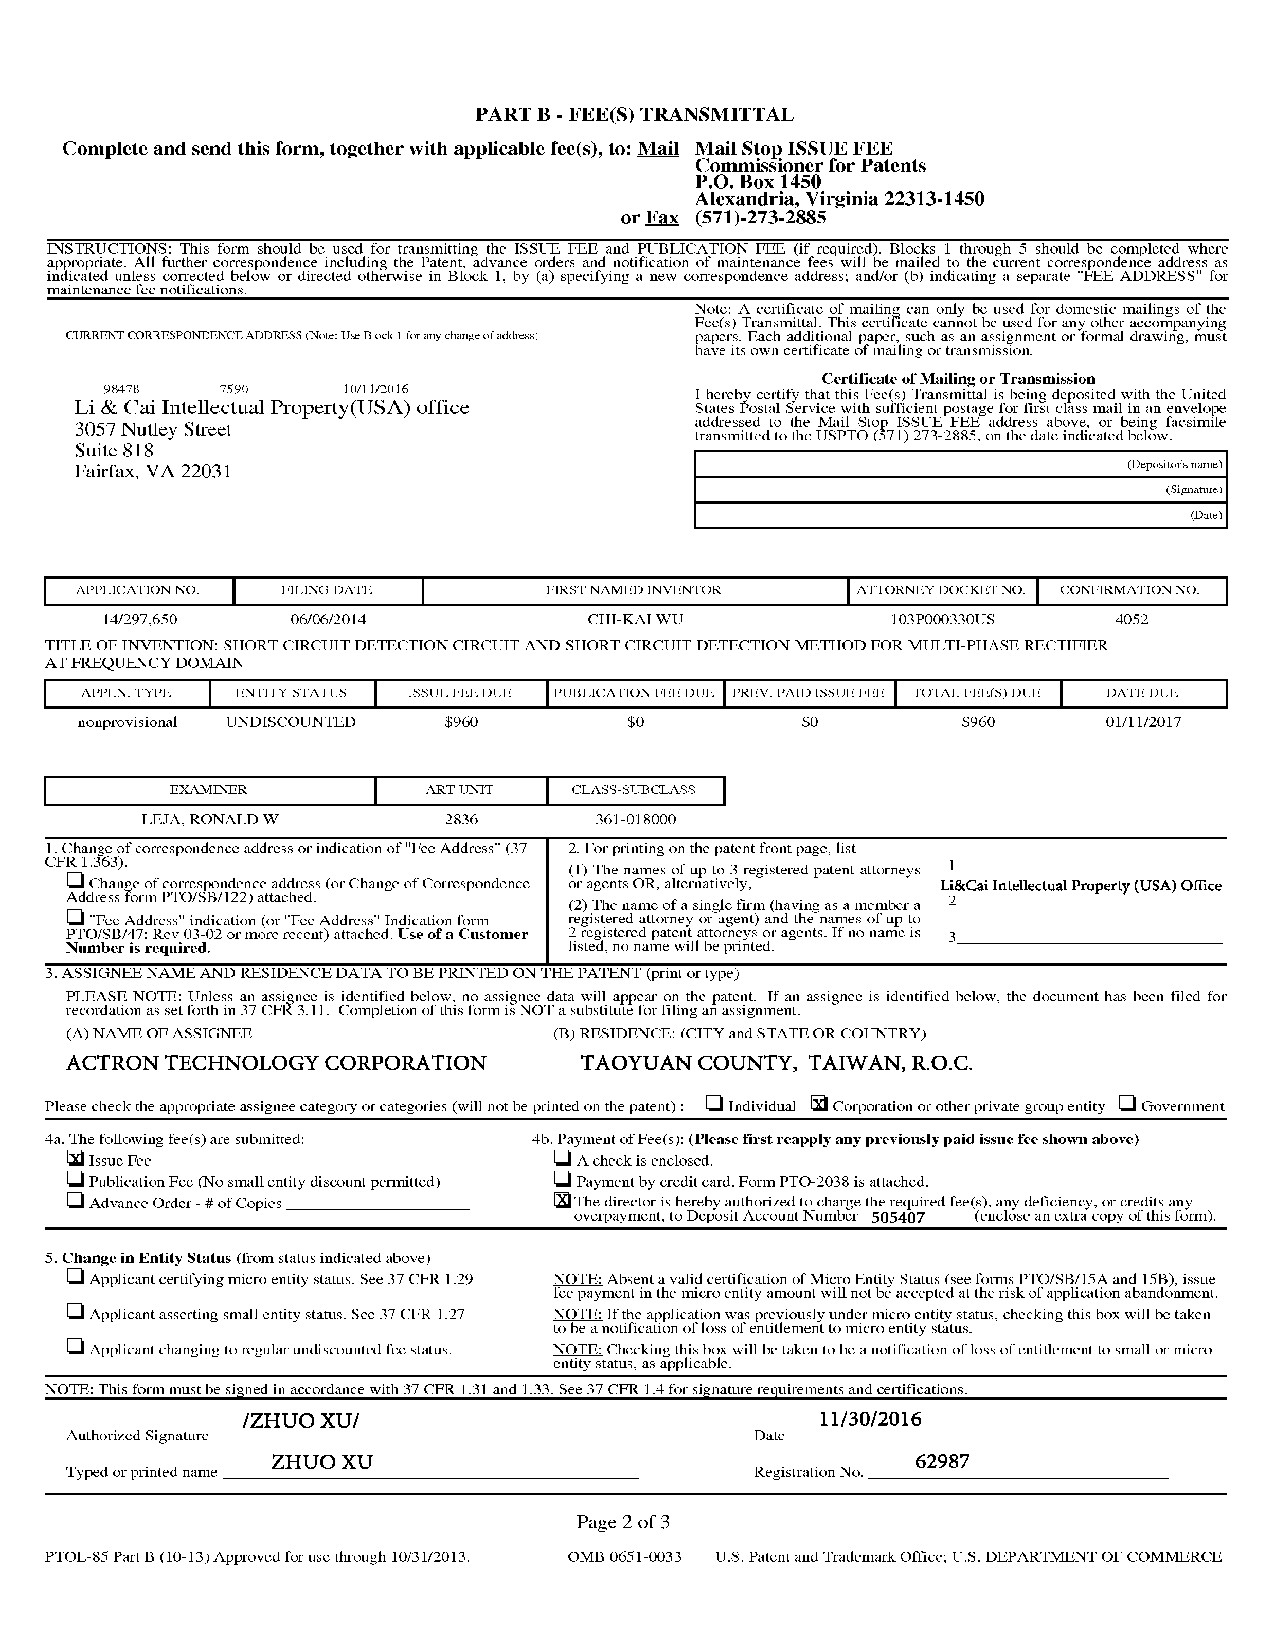 PART B - FEE(S) TRANSMITTAL
Complete and send this form, together with applicable fee(s), to: Mail Mail Stop ISSUE FEE
Commissioner for Patents
P.O. Box 1450
Alexandria, Virginia 22313-1450
or Fax (571)-273-2885
INSTRUCTIONS: This form should be used for transmitting the ISSUE FEE and PUBLICATION FEE (if required). Blocks 1 through 5 should be completed where
appropriate. All further correspondence including the Patent, advance orders and notification of maintenance fees will be mailed to the current correspondence address as
indicated unless corrected below or directed otherwise in Block 1, by (a) specifying a new correspondence address; and/or (b) indicating a separate "FEE ADDRESS" for
maintenance fee notifications.
CURRENT CORRESPONDENCE ADDRESS (Note: Use Block 1 for any change of address)
Note: A certificate of mailing can only be used for domestic mailings of the
Fee(s) Transmittal. This certificate cannot be used for any other accompanying
papers. Each additional paper, such as an assignment or formal drawing, must
have its own certificate of mailing or transmission.
98478 7590 10/11/2016
Li & Cai Intellectual Property(USA) office
3057 Nutley Street
Suite 818
Fairfax, VA 22031
Certificate of Mailing or Transmission
I hereby certify that this Fee(s) Transmittal is being deposited with the United
States Postal Service with sufficient postage for first class mail in an envelope
addressed to the Mail Stop ISSUE FEE address above, or being facsimile
transmitted to the USPTO (571) 273-2885, on the date indicated below.
(Depositor's name)
(Signature)
(Date)
APPLICATION NO. FILING DATE FIRST NAMED INVENTOR ATTORNEY DOCKET NO. CONFIRMATION NO.
14/297,650 06/06/2014 CHI-KAI WU 103P000330US 4052
TITLE OF INVENTION: SHORT CIRCUIT DETECTION CIRCUIT AND SHORT CIRCUIT DETECTION METHOD FOR MULTI-PHASE RECTIFIER
AT FREQUENCY DOMAIN
APPLN. TYPE ENTITY STATUS ISSUE FEE DUE PUBLICATION FEE DUE PREV. PAID ISSUE FEE TOTAL FEE(S) DUE DATE DUE
nonprovisional UNDISCOUNTED $960 $0 $0 $960 01/11/2017
EXAMINER ART UNIT CLASS-SUBCLASS
LEJA, RONALD W 2836 361-018000
1. Change of correspondence address or indication of "Fee Address" (37
CFR 1.363).
Change of correspondence address (or Change of Correspondence
Address form PTO/SB/122) attached.
"Fee Address" indication (or "Fee Address" Indication form
PTO/SB/47; Rev 03-02 or more recent) attached. Use of a Customer
Number is required.
2. For printing on the patent front page, list
(1) The names of up to 3 registered patent attorneys
or agents OR, alternatively,
(2) The name of a single firm (having as a member a
registered attorney or agent) and the names of up to
2 registered patent attorneys or agents. If no name is
listed, no name will be printed.
1
Li&Cai Intellectual Property (USA) Office
2
3
3. ASSIGNEE NAME AND RESIDENCE DATA TO BE PRINTED ON THE PATENT (print or type)
PLEASE NOTE: Unless an assignee is identified below, no assignee data will appear on the patent. If an assignee is identified below, the document has been filed for
recordation as set forth in 37 CFR 3.11. Completion of this form is NOT a substitute for filing an assignment.
(A) NAME OF ASSIGNEE (B) RESIDENCE: (CITY and STATE OR COUNTRY)
ACTRON TECHNOLOGY CORPORATION TAOYUAN COUNTY, TAIWAN, R.O.C.
Please check the appropriate assignee category or categories (will not be printed on the patent) : Individual X Corporation or other private group entity Government
4a. The following fee(s) are submitted:
X Issue Fee
Publication Fee (No small entity discount permitted)
Advance Order - # of Copies
4b. Payment of Fee(s): (Please first reapply any previously paid issue fee shown above)
A check is enclosed.
Payment by credit card. Form PTO-2038 is attached.
X The director is hereby authorized to charge the required fee(s), any deficiency, or credits any
overpayment, to Deposit Account Number 505407 (enclose an extra copy of this form).
5. Change in Entity Status (from status indicated above)
Applicant certifying micro entity status. See 37 CFR 1.29
NOTE: Absent a valid certification of Micro Entity Status (see forms PTO/SB/15A and 15B), issue
fee payment in the micro entity amount will not be accepted at the risk of application abandonment.
Applicant asserting small entity status. See 37 CFR 1.27
NOTE: If the application was previously under micro entity status, checking this box will be taken
to be a notification of loss of entitlement to micro entity status.
Applicant changing to regular undiscounted fee status.
NOTE: Checking this box will be taken to be a notification of loss of entitlement to small or micro
entity status, as applicable.
NOTE: This form must be signed in accordance with 37 CFR 1.31 and 1.33. See 37 CFR 1.4 for signature requirements and certifications.
Authorized Signature /ZHUO XU/ Date 11/30/2016
Typed or printed name ZHUO XU Registration No. 62987
Page 2 of 3
PTOL-85 Part B (10-13) Approved for use through 10/31/2013. OMB 0651-0033 U.S. Patent and Trademark Office; U.S. DEPARTMENT OF COMMERCE